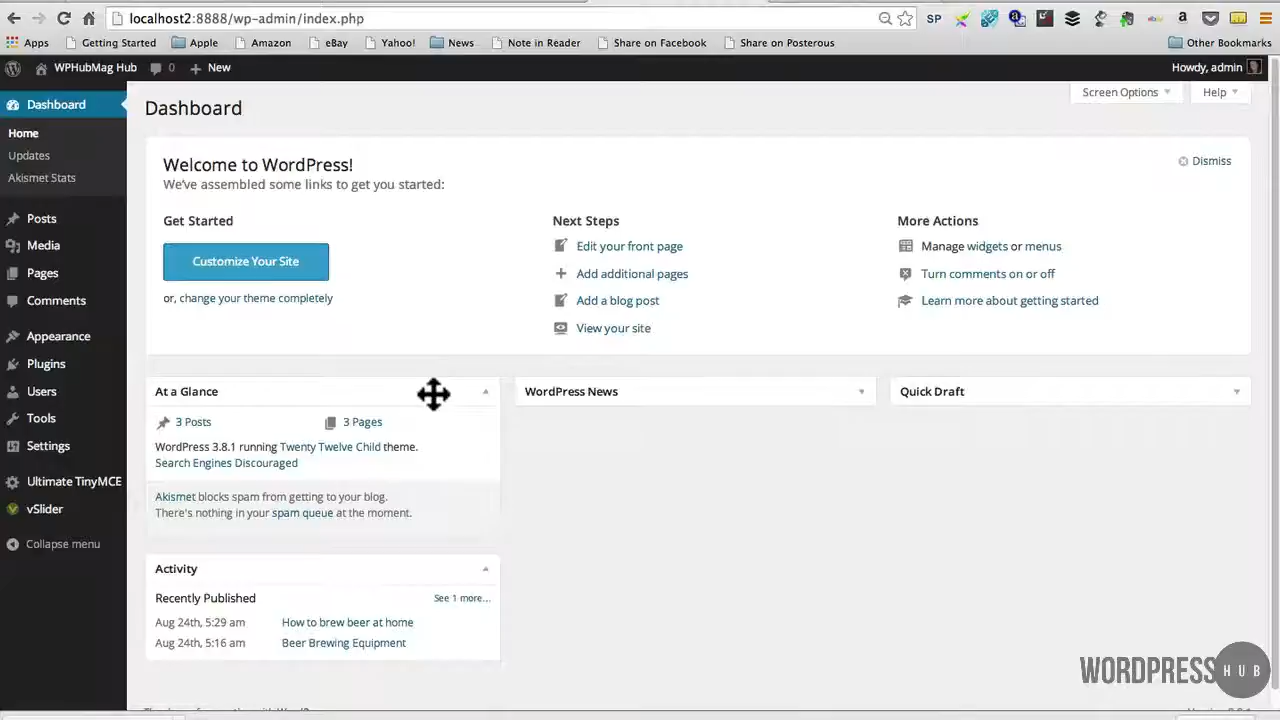 localhost2:8888/wp-admin/index.php
SP
Apps Getting Started Apple Amazon eBay Yahoo! News Note in Reader Share on Facebook Share on Posterous Other Bookmarks
WPHubMag Hub 0 New Howdy, admin
Screen Options Help
Dashboard
Home
Updates
Akismet Stats
Posts
Media
Pages
Comments
Appearance
Plugins
Users
Tools
Settings
Ultimate TinyMCE
vSlider
Collapse menu
Dashboard
Welcome to WordPress!
Dismiss
We've assembled some links to get you started:
Get Started
Customize Your Site
or, change your theme completely
Next Steps
Edit your front page
Add additional pages
Add a blog post
View your site
More Actions
Manage widgets or menus
Turn comments on or off
Learn more about getting started
At a Glance
3 Posts 3 Pages
WordPress 3.8.1 running Twenty Twelve Child theme.
Search Engines Discouraged
Akismet blocks spam from getting to your blog.
There's nothing in your spam queue at the moment.
Activity
Recently Published See 1 more...
Aug 24th, 5:29 am How to brew beer at home
Aug 24th, 5:16 am Beer Brewing Equipment
WordPress News
Quick Draft
WORDPRESS HUB